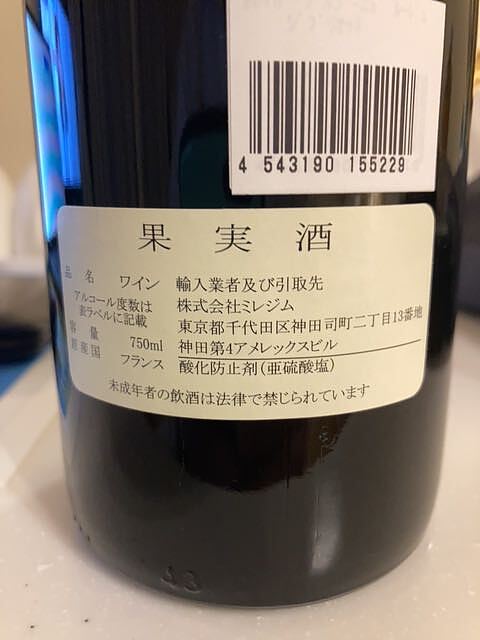 4 543190 155229
果実酒
品名 ワイン
アルコール度数は
表ラベルに記載
容量 750ml
原産国 フランス
輸入業者及び引取先
株式会社ミレジム
東京都千代田区神田司町二丁目13番地
神田第4アメレックスビル
酸化防止剤(亜硫酸塩)
未成年者の飲酒は法律で禁じられています